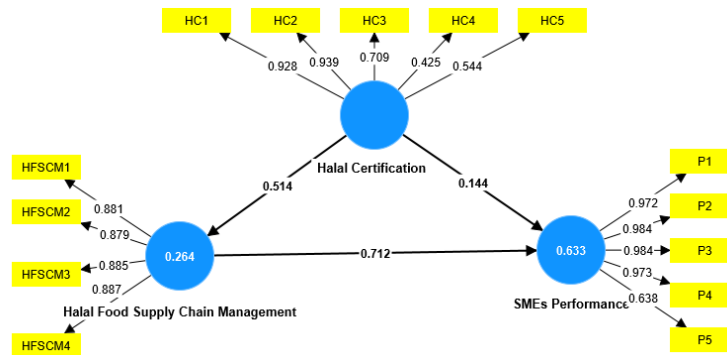 HC1
HC2
HC3
HC4
HC5
0.928
0.939
0.709
0.425
0.544
Halal Certification
HFSCM1
HFSCM2
HFSCM3
HFSCM4
0.881
0.879
0.885
0.887
0.514
0.144
0.264
0.712
0.633
Halal Food Supply Chain Management
SMEs Performance
0.972
0.984
0.984
0.973
0.638
P1
P2
P3
P4
P5